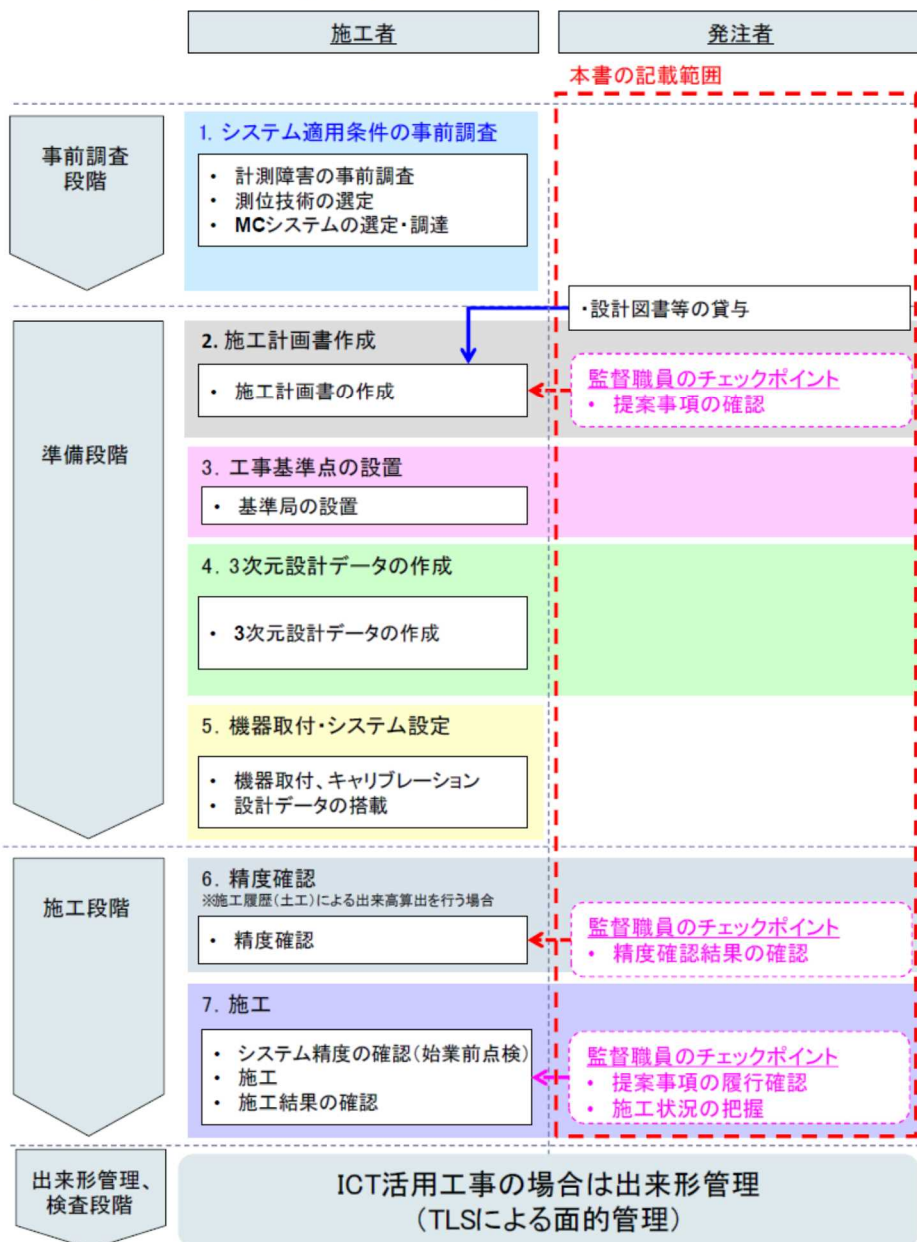 施工者
発注者
本書の記載範囲
事前調査
段階
1. システム適用条件の事前調査
・ 計測障害の事前調査
・ 測位技術の選定
・ MCシステムの選定・調達
・設計図書等の貸与
準備段階
2. 施工計画書作成
・ 施工計画書の作成
監督職員のチェックポイント
・ 提案事項の確認
3. 工事基準点の設置
・ 基準局の設置
4. 3次元設計データの作成
・ 3次元設計データの作成
5. 機器取付・システム設定
・ 機器取付、キャリブレーション
・ 設計データの搭載
施工段階
6. 精度確認
※施工履歴(土工)による出来高算出を行う場合
・ 精度確認
監督職員のチェックポイント
・ 精度確認結果の確認
7. 施工
・ システム精度の確認(始業前点検)
・ 施工
・ 施工結果の確認
監督職員のチェックポイント
・ 提案事項の履行確認
・ 施工状況の把握
出来形管理、
検査段階
ICT活用工事の場合は出来形管理
(TLSによる面的管理)